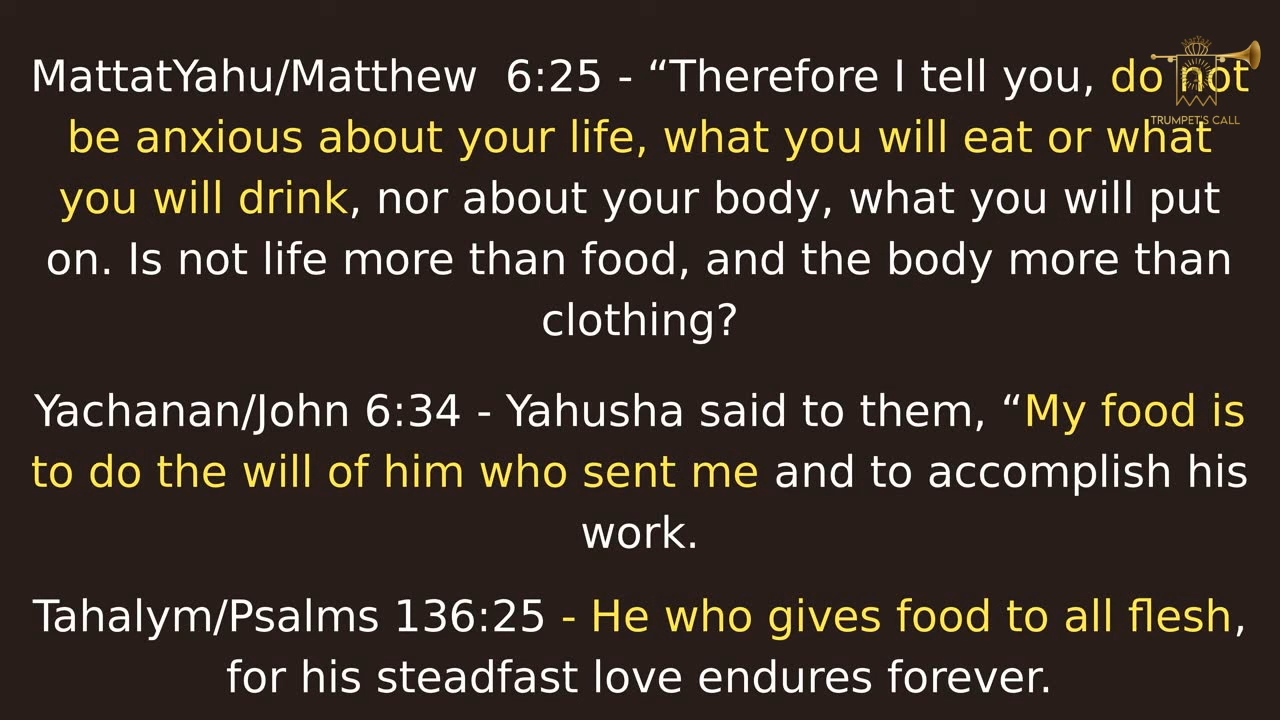 MattatYahu/Matthew  6:25 - “Therefore I tell you, do not
be anxious about your life, what you will eat or what
you will drink, nor about your body, what you will put
on. Is not life more than food, and the body more than
clothing?
Yachanan/John 6:34 - Yahusha said to them, “My food is
to do the will of him who sent me and to accomplish his
work.
Tahalym/Psalms 136:25 - He who gives food to all flesh,
for his steadfast love endures forever.
TRUMPET'S CALL